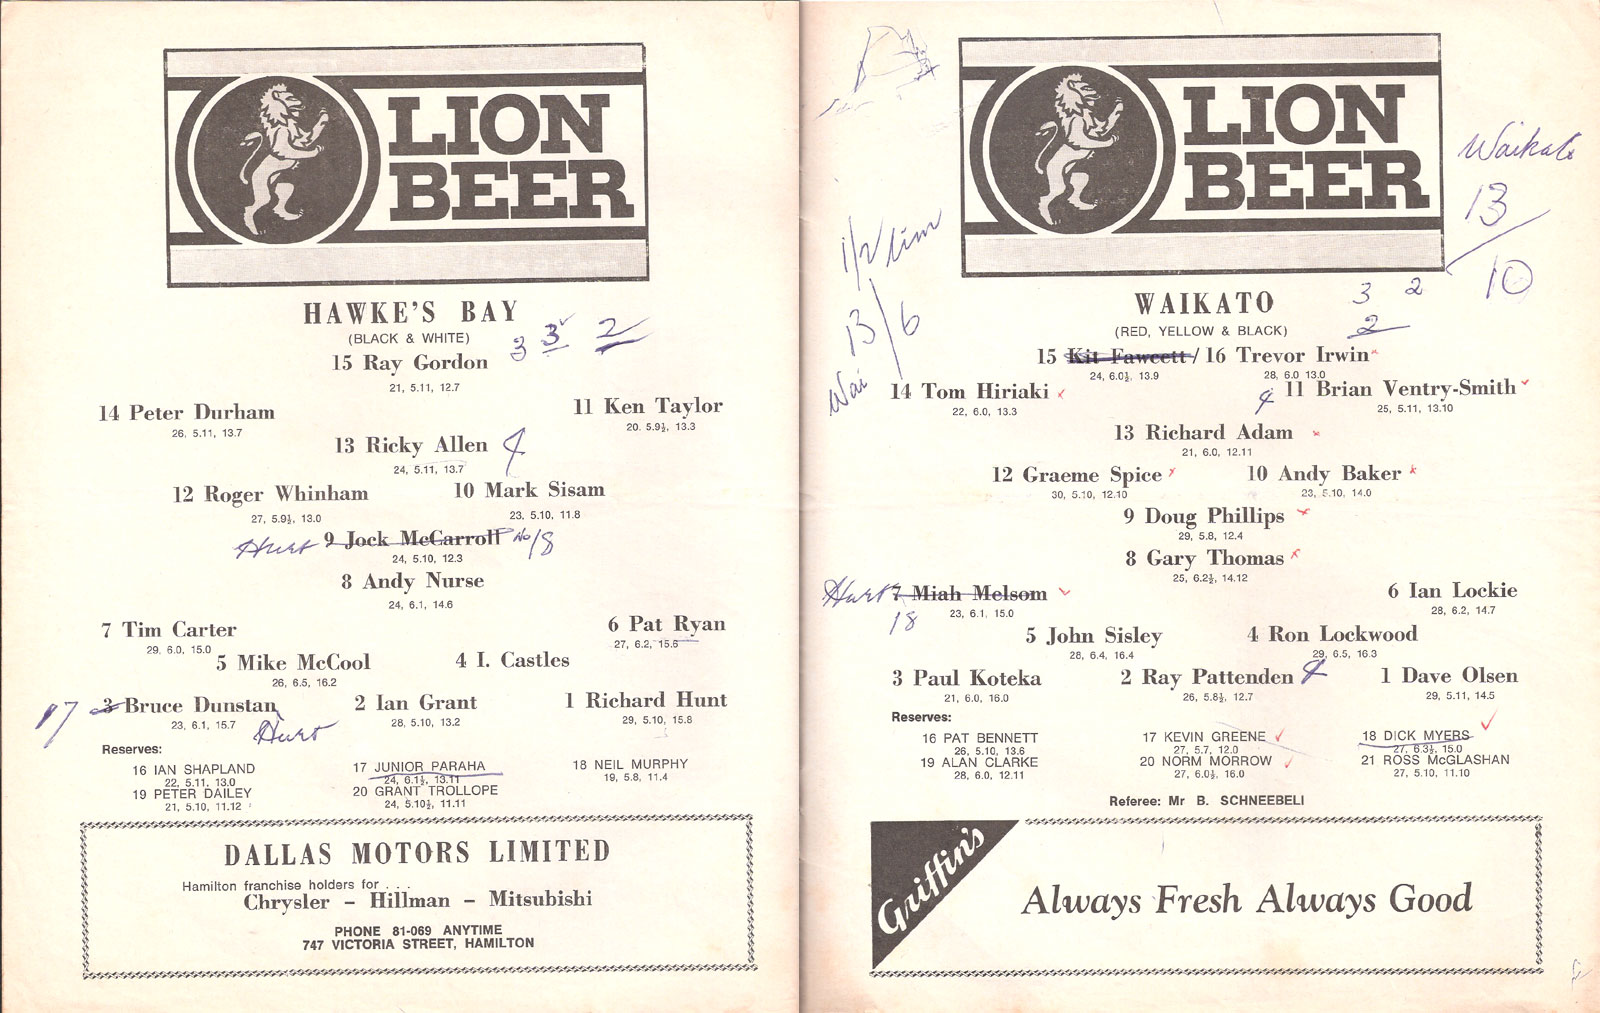 LION
BEER
HAWKE'S BAY
(BLACK & WHITE)
3 3 2
15 Ray Gordon
21, 5.11, 12.7
14 Peter Durham
26, 5.11, 13.7
11 Ken Taylor
20. 5.9½, 13.3
13 Ricky Allen 4
24, 5.11, 13.7
12 Roger Whinham
27, 5.9½, 13.0
10 Mark Sisam
23, 5.10, 11.8
Hurt 9 Jock McCarroll No 18
24, 5.10, 12.3
8 Andy Nurse
24, 6.1, 14.6
7 Tim Carter
29, 6.0, 15.0
6 Pat Ryan
27, 6.2, 15.6
5 Mike McCool
26, 6.5, 16.2
4 I. Castles
17 3 Bruce Dunstan
23, 6.1, 15.7
Hurt
2 Ian Grant
28, 5.10, 13.2
1 Richard Hunt
29, 5.10, 15.8
Reserves:
16 IAN SHAPLAND
22, 5.11, 13.0
17 JUNIOR PARAHA
24, 6.1½, 13.11
18 NEIL MURPHY
19, 5.8, 11.4
19 PETER DAILEY
21, 5.10, 11.12
20 GRANT TROLLOPE
24, 5.10½, 11.11
DALLAS MOTORS LIMITED
Hamilton franchise holders for . . .
Chrysler – Hillman – Mitsubishi
PHONE 81-069 ANYTIME
747 VICTORIA STREET, HAMILTON
LION
BEER
Waikato
13
10
1/2 time
13/6
Wai
WAIKATO
(RED, YELLOW & BLACK)
3 2
2
15 Kit Fawcett / 16 Trevor Irwin
24, 6.0½, 13.9
28, 6.0 13.0
14 Tom Hiriaki
22, 6.0, 13.3
4 11 Brian Ventry-Smith
25, 5.11, 13.10
13 Richard Adam
21, 6.0, 12.11
12 Graeme Spice
30, 5.10, 12.10
10 Andy Baker
23, 5.10, 14.0
9 Doug Phillips
29, 5.8, 12.4
8 Gary Thomas
25, 6.2½, 14.12
Hurt 7 Miah Melsom
23, 6.1, 15.0
18
6 Ian Lockie
28, 6.2, 14.7
5 John Sisley
28, 6.4, 16.4
4 Ron Lockwood
29, 6.5, 16.3
3 Paul Koteka
21, 6.0, 16.0
2 Ray Pattenden 4
26, 5.8½, 12.7
1 Dave Olsen
29, 5.11, 14.5
Reserves:
16 PAT BENNETT
26, 5.10, 13.6
17 KEVIN GREENE
27, 5.7, 12.0
18 DICK MYERS
27, 6.3½, 15.0
19 ALAN CLARKE
28, 6.0, 12.11
20 NORM MORROW
27, 6.0½, 16.0
21 ROSS McGLASHAN
27, 5.10, 11.10
Referee: Mr B. SCHNEEBELI
Griffin's
Always Fresh Always Good